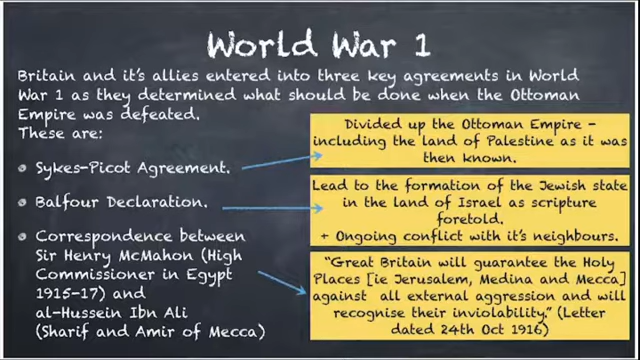 World War 1
Britain and it's allies entered into three key agreements in World
War 1 as they determined what should be done when the Ottoman
Empire was defeated.
These are:
Sykes-Picot Agreement.
Divided up the Ottoman Empire -
including the land of Palestine as it was
then known.
Balfour Declaration.
Lead to the formation of the Jewish state
in the land of Israel as scripture
foretold.
+ Ongoing conflict with it's neighbours.
Correspondence between
Sir Henry McMahon (High
Commissioner in Egypt
1915-17) and
al-Hussein Ibn Ali
(Sharif and Amir of Mecca)
"Great Britain will guarantee the Holy
Places [ie Jerusalem, Medina and Mecca]
against all external aggression and will
recognise their inviolability." (Letter
dated 24th Oct 1916)